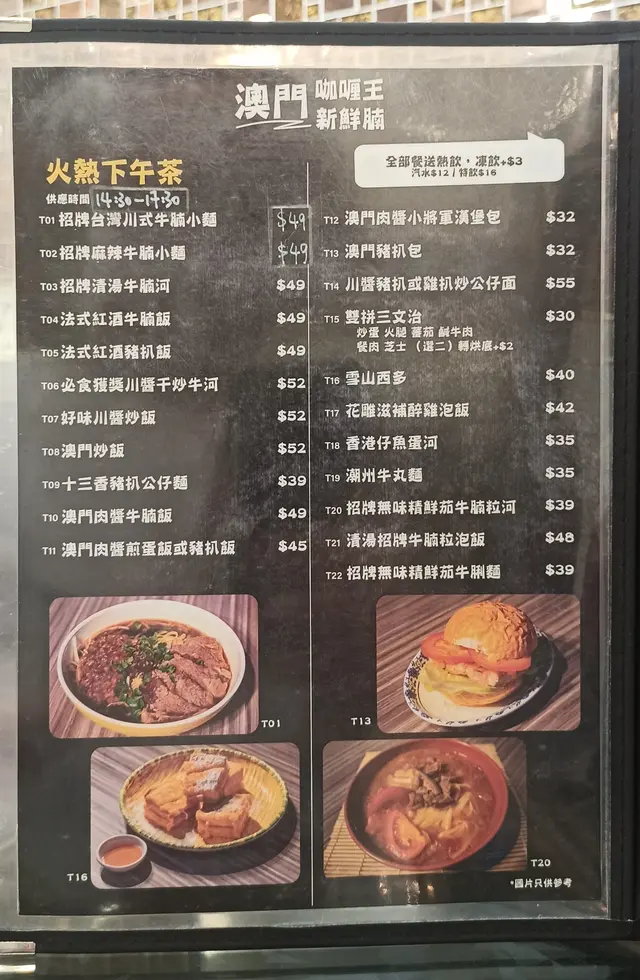 澳門 咖喱王
新鮮腩
火熱下午茶
供應時間 14:30-17:30
T01 招牌台灣川式牛腩小麵 $49
T02 招牌麻辣牛腩小麵 $49
T03 招牌清湯牛腩河 $49
T04 法式紅酒牛腩飯 $49
T05 法式紅酒豬扒飯 $49
T06 必食獲獎川醬干炒牛河 $52
T07 好味川醬炒飯 $52
T08 澳門炒飯 $52
T09 十三香豬扒公仔麵 $39
T10 澳門肉醬牛腩飯 $49
T11 澳門肉醬煎蛋飯或豬扒飯 $45
T01
T16
全部餐送熱飲，凍飲+$3
汽水$12 / 特飲$16
T12 澳門肉醬小將軍漢堡包 $32
T13 澳門豬扒包 $32
T14 川醬豬扒或雞扒炒公仔面 $55
T15 雙拼三文治 $30
炒蛋 火腿 蕃茄 鹹牛肉
餐肉 芝士 （選二）轉烘底+$2
T16 雪山西多 $40
T17 花雕滋補醉雞泡飯 $42
T18 香港仔魚蛋河 $35
T19 潮州牛丸麵 $35
T20 招牌無味精鮮茄牛腩粒河 $39
T21 清湯招牌牛腩粒泡飯 $48
T22 招牌無味精鮮茄牛脷麵 $39
T13
T20
*圖片只供參考